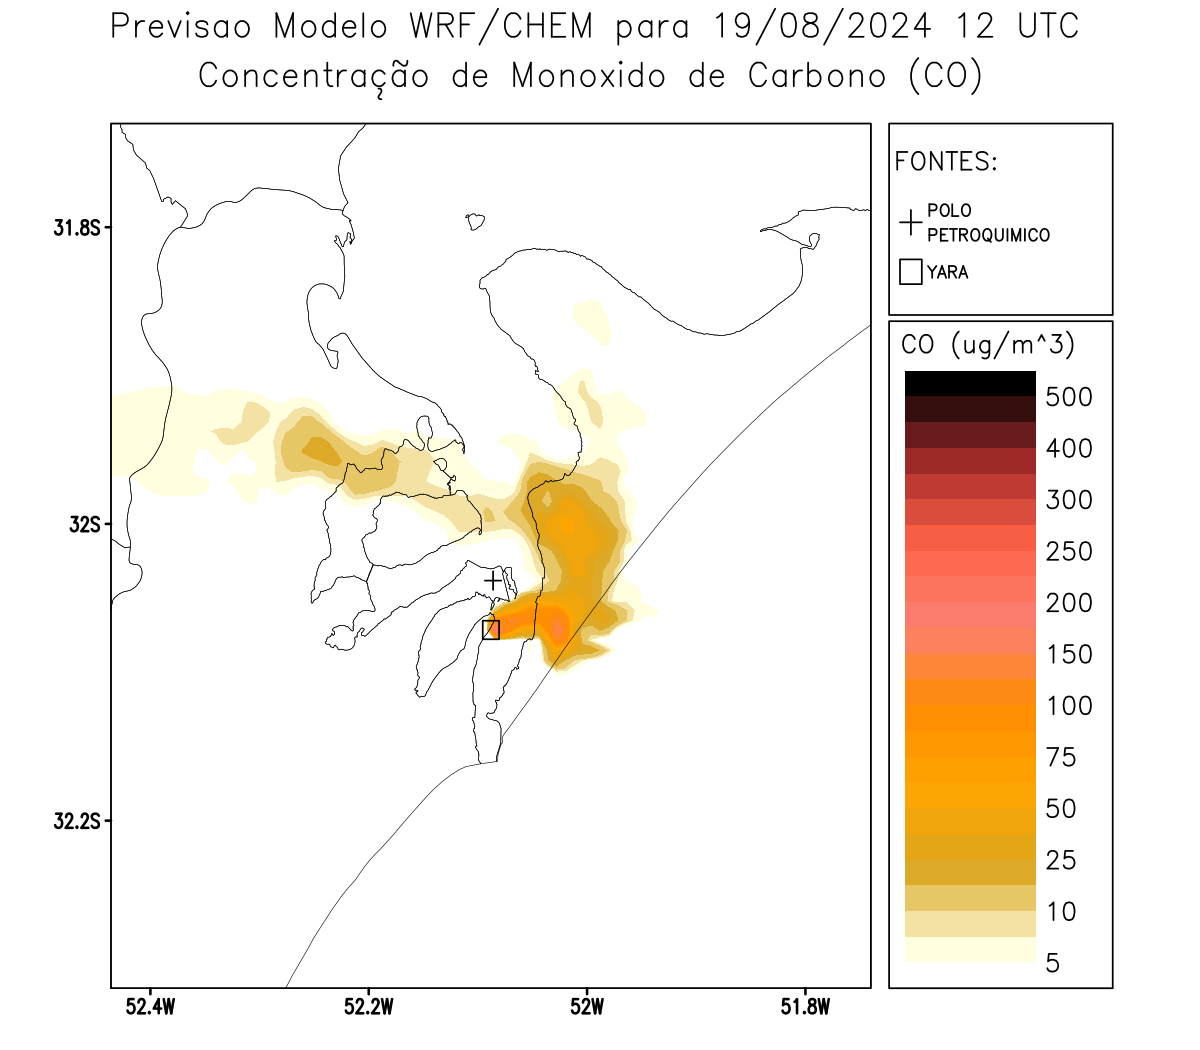 Previsao Modelo WRF/CHEM para 19/08/2024 12 UTC
Concentração de Monoxido de Carbono (CO)
FONTES:
POLO
PETROQUIMICO
YARA
CO (ug/m^3)
500
400
300
250
200
150
100
75
50
25
10
5
31.8S
32S
32.2S
52.4W
52.2W
52W
51.8W